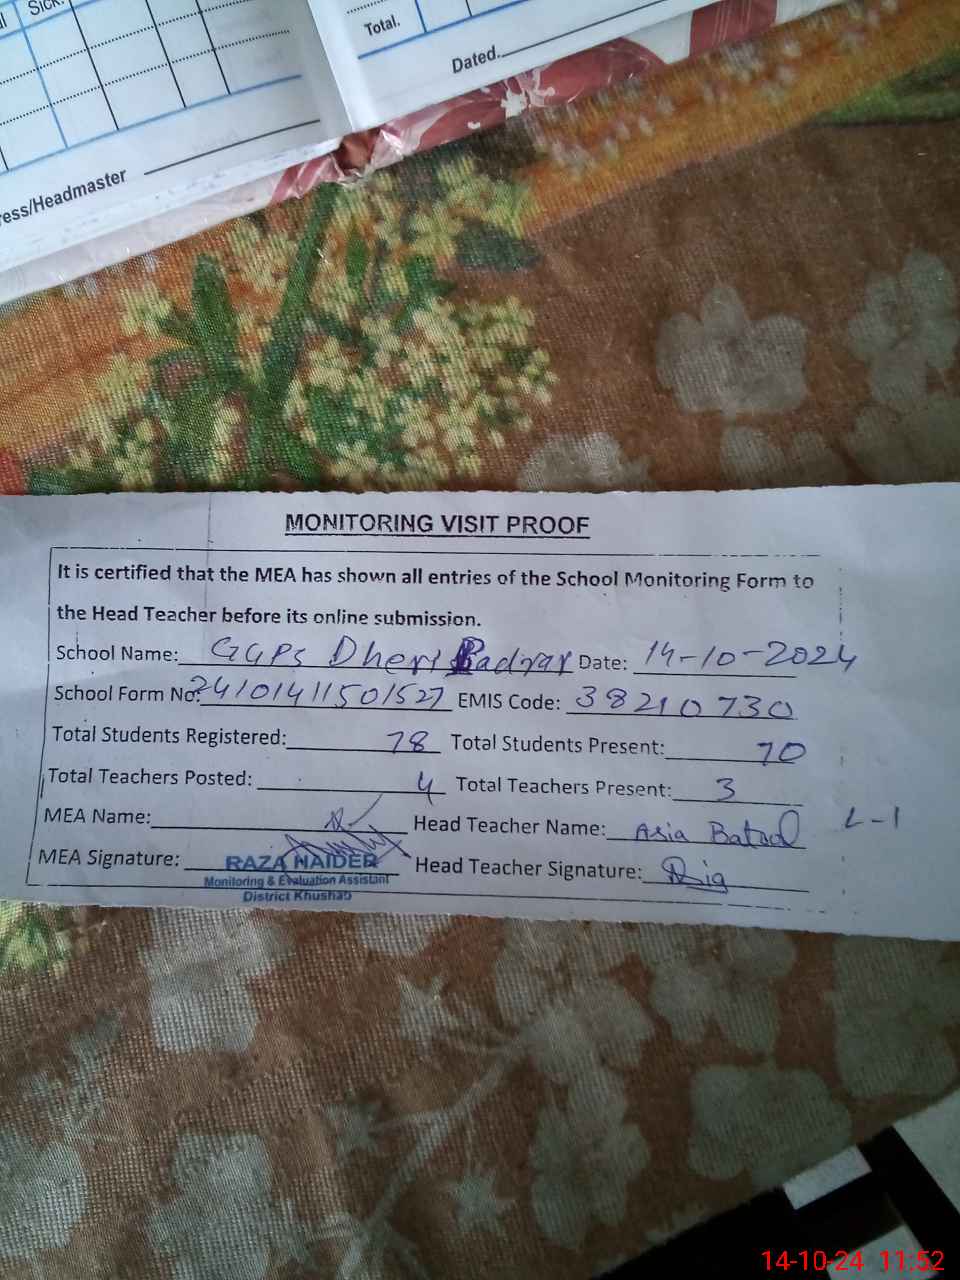 Sick.
Total.
Dated.
ress/Headmaster
MONITORING VISIT PROOF
It is certified that the MEA has shown all entries of the School Monitoring Form to
the Head Teacher before its online submission.
School Name: GGPS Dheri Date: 14-10-2024
School Form No: 24101411501527 EMIS Code: 38210730
Total Students Registered: 78 Total Students Present: 70
Total Teachers Posted: 4 Total Teachers Present: 3
MEA Name: Head Teacher Name: Asia Batool L-1
MEA Signature: RAZA HAIDER Head Teacher Signature:
Monitoring & Evaluation Assistant
District Khushab
14-10-24 11:52